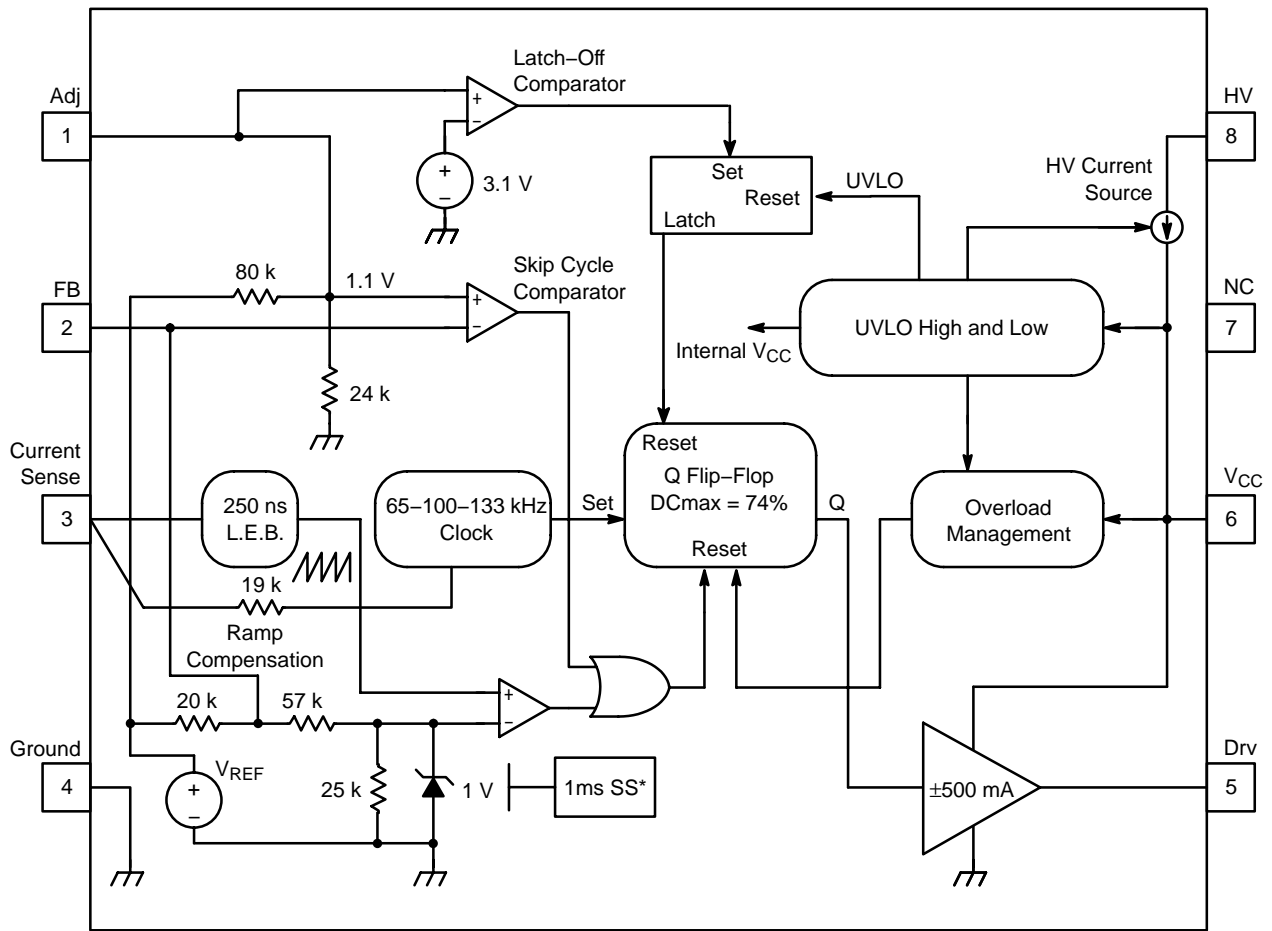 Latch−Off
Comparator
Adj
1
+
−
+
−
3.1 V
HV
8
HV Current
Source
Set
Reset
Latch
UVLO
80 k
1.1 V
Skip Cycle
Comparator
+
−
FB
2
NC
7
UVLO High and Low
Internal VCC
24 k
Current
Sense
3
250 ns
L.E.B.
65−100−133 kHz
Clock
Set
Reset
Q Flip−Flop
DCmax = 74%
Reset
Q
Overload
Management
VCC
6
19 k
Ramp
Compensation
20 k
57 k
+
−
Ground
4
VREF
+
−
25 k
1 V
1ms SS*
±500 mA
Drv
5